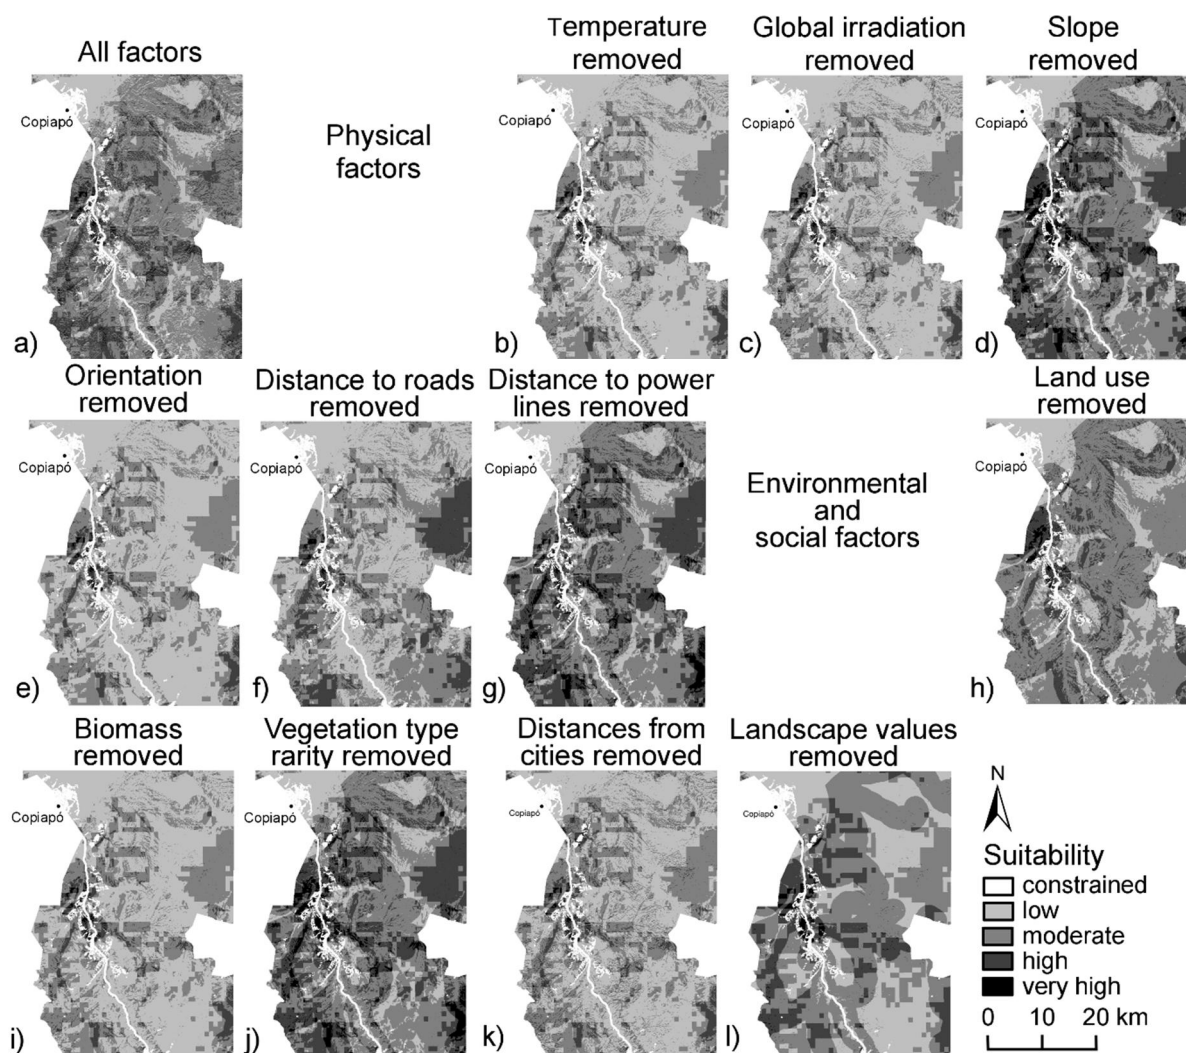 All factors
Copiapó
a)
Physical
factors
Temperature
removed
b)
Global irradiation
removed
c)
Slope
removed
d)
Orientation
removed
Copiapó
e)
Distance to roads
removed
Copiapó
f)
Distance to power
lines removed
Copiapó
g)
Environmental
and
social factors
Land use
removed
Copiapó
h)
Biomass
removed
Copiapó
i)
Vegetation type
rarity removed
Copiapó
j)
Distances from
cities removed
Copiapó
k)
Landscape values
removed
Copiapó
l)
N
Suitability
constrained
low
moderate
high
very high
0 10 20 km